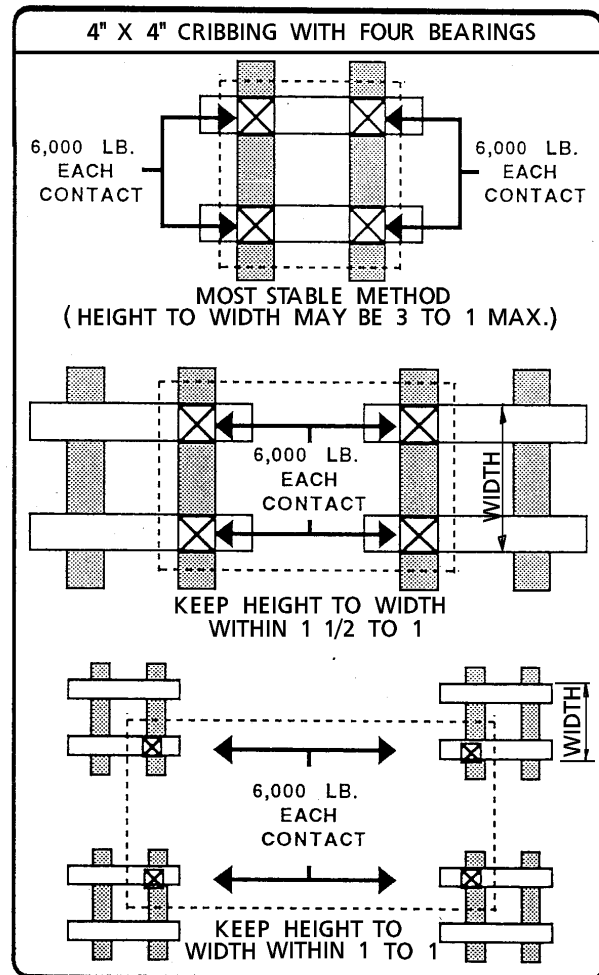 4" X 4" CRIBBING WITH FOUR BEARINGS
6,000 LB.
EACH
CONTACT
6,000 LB.
EACH
CONTACT
MOST STABLE METHOD
(HEIGHT TO WIDTH MAY BE 3 TO 1 MAX.)
6,000 LB.
EACH
CONTACT
WIDTH
KEEP HEIGHT TO WIDTH
WITHIN 1 1/2 TO 1
WIDTH
6,000 LB.
EACH
CONTACT
KEEP HEIGHT TO
WIDTH WITHIN 1 TO 1